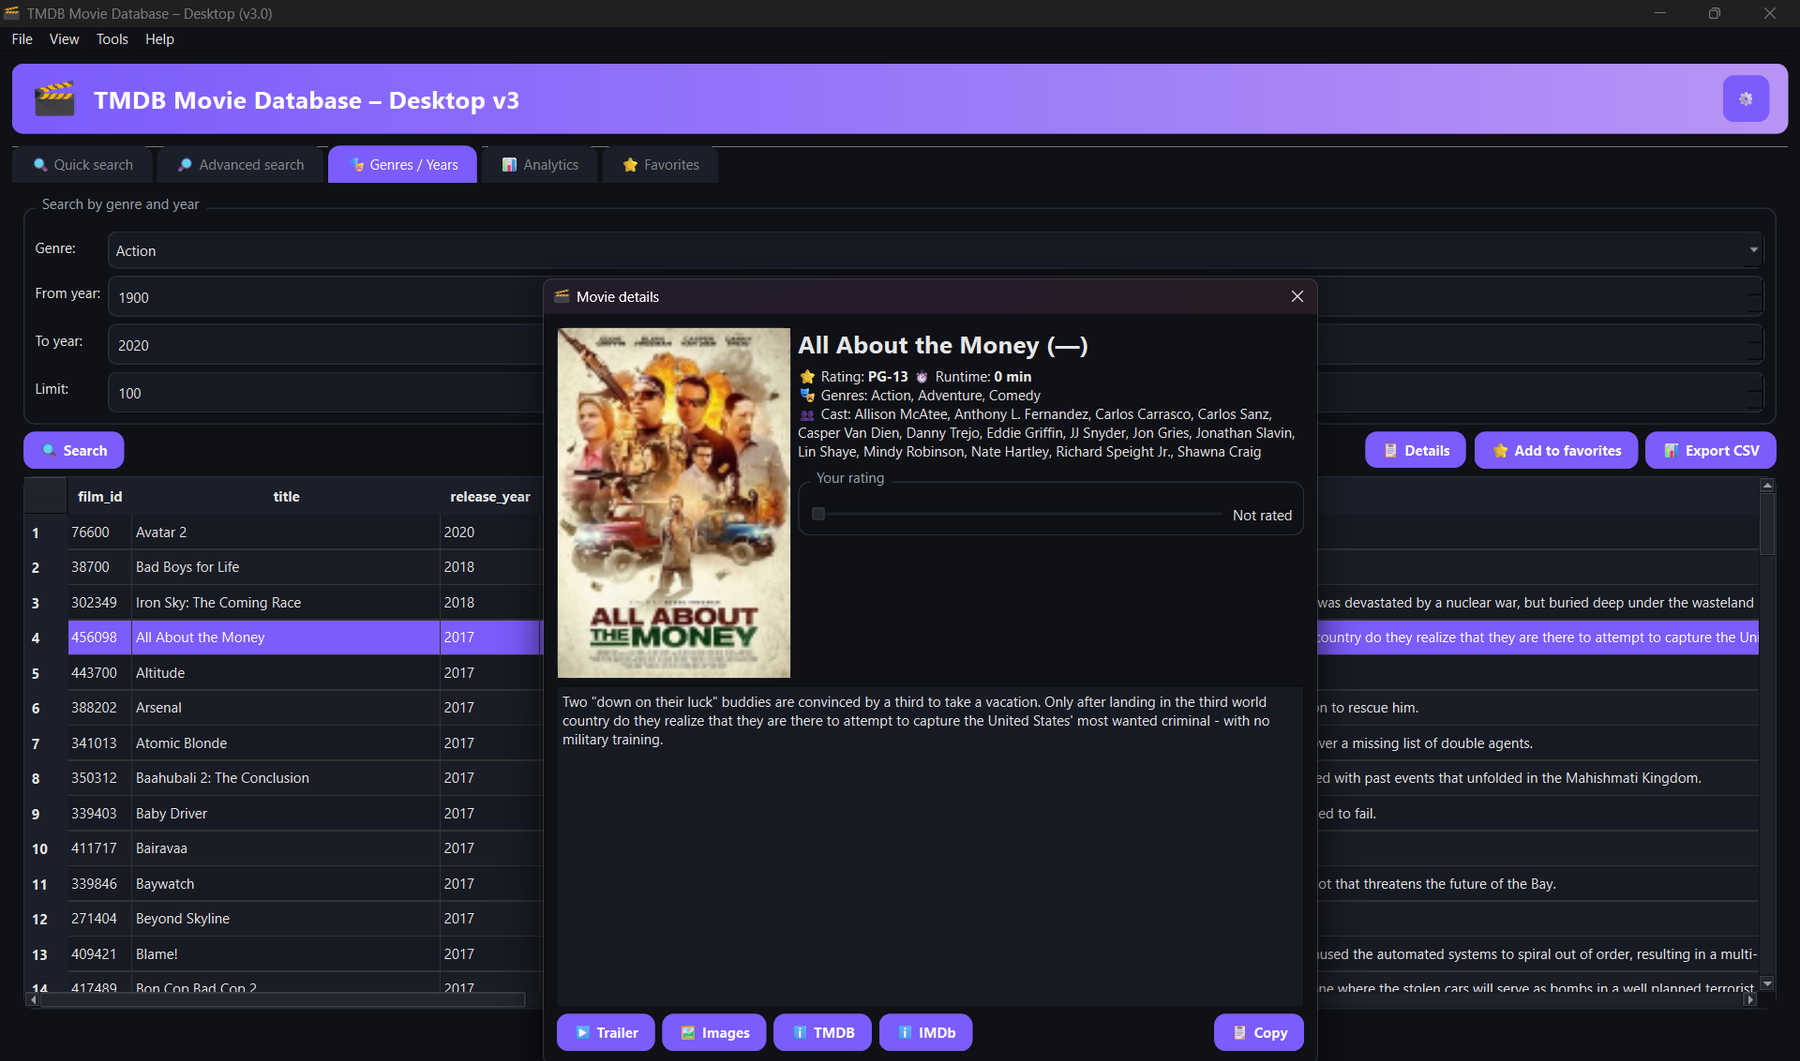 TMDB Movie Database – Desktop (v3.0)
File View Tools Help
TMDB Movie Database – Desktop v3
Quick search Advanced search Genres / Years Analytics Favorites
Search by genre and year
Genre: Action
From year: 1900
To year: 2020
Limit: 100
Search Details Add to favorites Export CSV
film_id title release_year
1 76600 Avatar 2 2020
2 38700 Bad Boys for Life 2018
3 302349 Iron Sky: The Coming Race 2018 was devastated by a nuclear war, but buried deep under the wasteland
4 456098 All About the Money 2017 country do they realize that they are there to attempt to capture the Uni
5 443700 Altitude 2017
6 388202 Arsenal 2017 on to rescue him.
7 341013 Atomic Blonde 2017 ver a missing list of double agents.
8 350312 Baahubali 2: The Conclusion 2017 ed with past events that unfolded in the Mahishmati Kingdom.
9 339403 Baby Driver 2017 ed to fail.
10 411717 Bairavaa 2017
11 339846 Baywatch 2017 ot that threatens the future of the Bay.
12 271404 Beyond Skyline 2017
13 409421 Blame! 2017 used the automated systems to spiral out of order, resulting in a multi-
14 417489 Bon Cop Bad Cop 2 2017 ne where the stolen cars will serve as bombs in a well planned terrorist
Movie details
ALL ABOUT
THE MONEY
All About the Money (—)
Rating: PG-13 Runtime: 0 min
Genres: Action, Adventure, Comedy
Cast: Allison McAtee, Anthony L. Fernandez, Carlos Carrasco, Carlos Sanz,
Casper Van Dien, Danny Trejo, Eddie Griffin, JJ Snyder, Jon Gries, Jonathan Slavin,
Lin Shaye, Mindy Robinson, Nate Hartley, Richard Speight Jr., Shawna Craig
Your rating
Not rated
Two "down on their luck" buddies are convinced by a third to take a vacation. Only after landing in the third world
country do they realize that they are there to attempt to capture the United States' most wanted criminal - with no
military training.
Trailer Images TMDB IMDb Copy